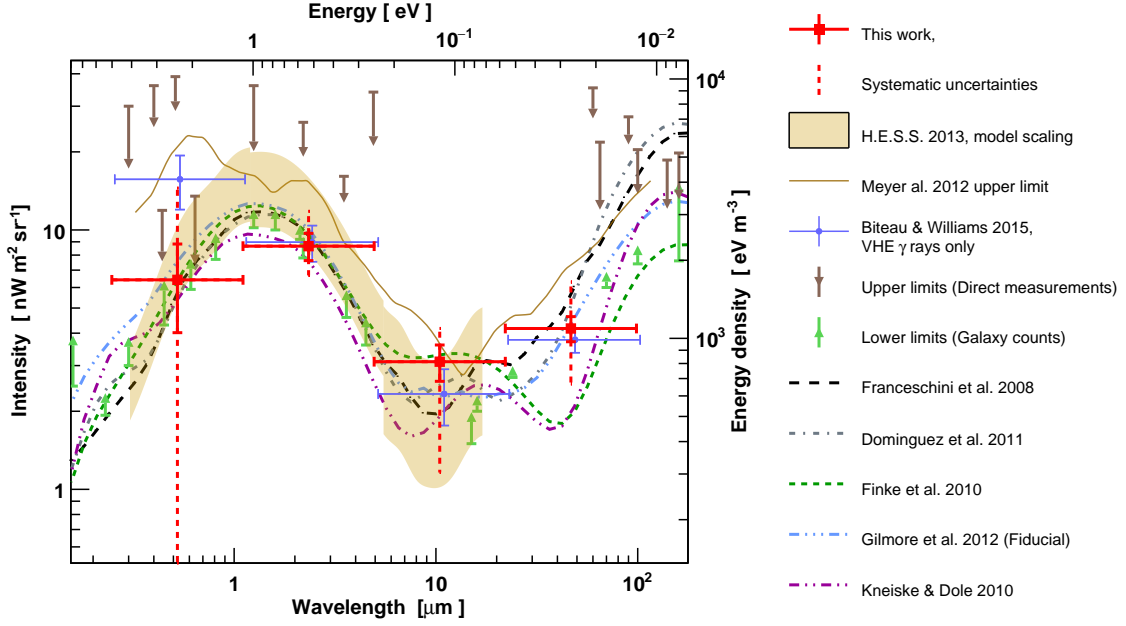 Energy [ eV ]
1
10⁻¹
10⁻²
Intensity [ nW m⁻² sr⁻¹ ]
10
1
Energy density [ eV m⁻³ ]
10⁴
10³
1
10
10²
Wavelength [μm]
This work,
Systematic uncertainties
H.E.S.S. 2013, model scaling
Meyer al. 2012 upper limit
Biteau & Williams 2015,
VHE γ rays only
Upper limits (Direct measurements)
Lower limits (Galaxy counts)
Franceschini et al. 2008
Dominguez et al. 2011
Finke et al. 2010
Gilmore et al. 2012 (Fiducial)
Kneiske & Dole 2010